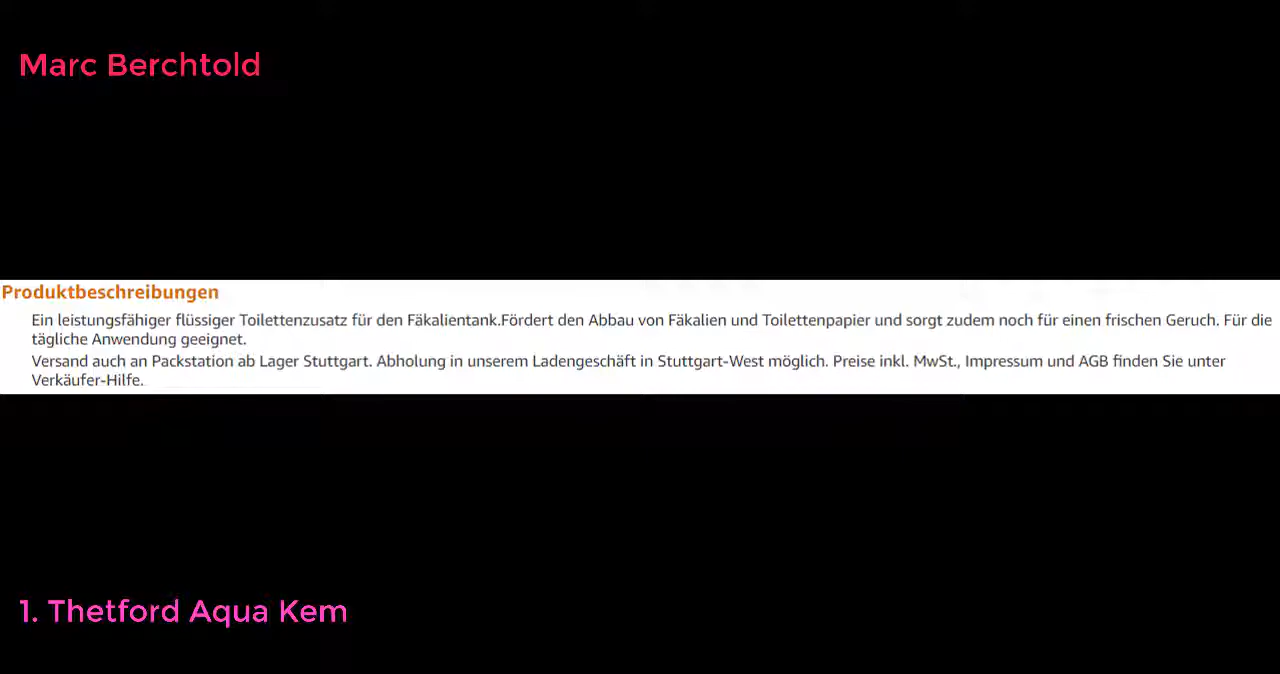 Marc Berchtold
Produktbeschreibungen
Ein leistungsfähiger flüssiger Toilettenzusatz für den Fäkalientank.Fördert den Abbau von Fäkalien und Toilettenpapier und sorgt zudem noch für einen frischen Geruch. Für die
tägliche Anwendung geeignet.
Versand auch an Packstation ab Lager Stuttgart. Abholung in unserem Ladengeschäft in Stuttgart-West möglich. Preise inkl. MwSt., Impressum und AGB finden Sie unter
Verkäufer-Hilfe.
1. Thetford Aqua Kem